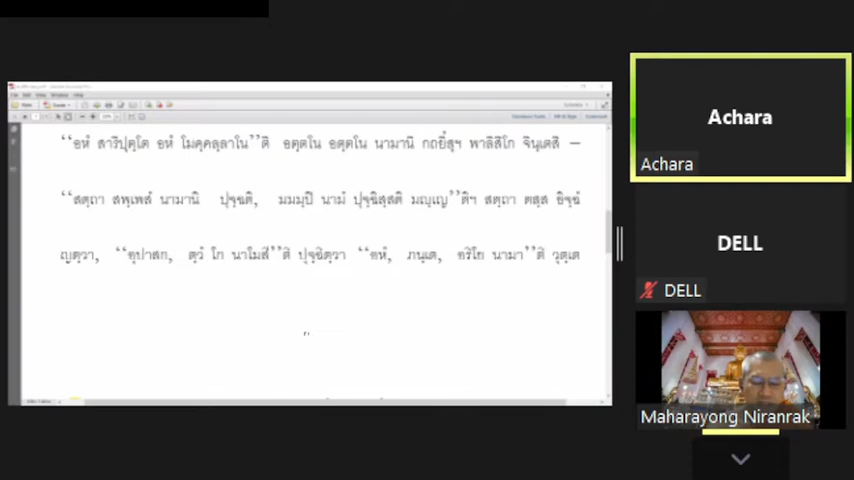 ‘‘อหํ สาริปุตฺโต อหํ โมคฺคลฺลาโน’’ติ อตฺตโน อตฺตโน นามานิ กถยึสุฯ พาลิสิโก จินฺเตสิ –
‘‘สตฺถา สพฺเพสํ นามานิ ปุจฺฉติ, มมมฺปิ นามํ ปุจฺฉิสฺสติ มญฺเญ’’ติฯ สตฺถา ตสฺส อิจฺฉํ
ญตฺวา, ‘‘อุปาสก, ตฺวํ โก นาโมสี’’ติ ปุจฺฉิตฺวา ‘‘อหํ, ภนฺเต, อริโย นามา’’ติ วุตฺเต
Achara
Achara
DELL
DELL
Maharayong Niranrak